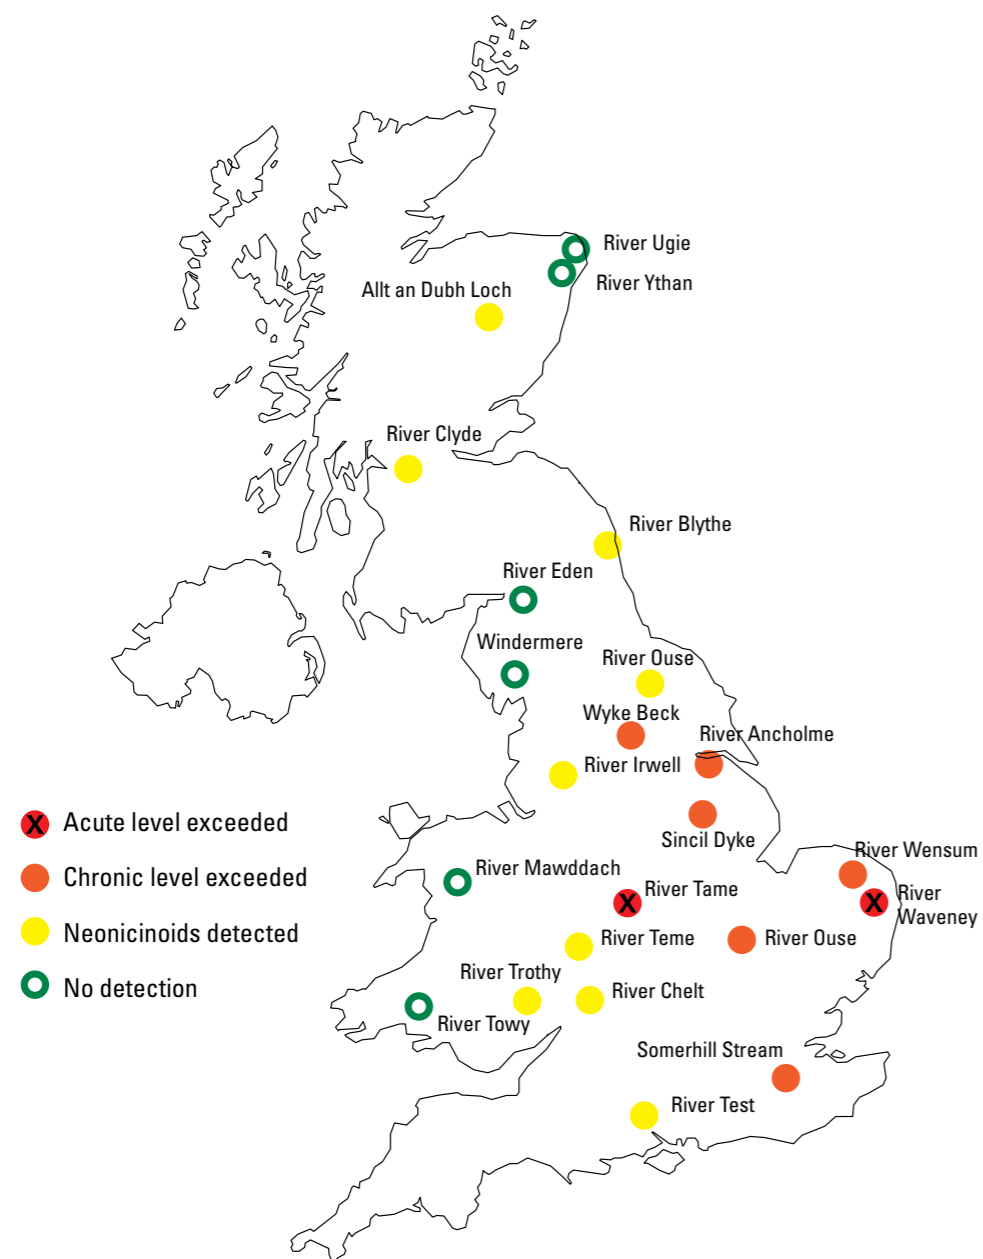 River Ugie
River Ythan
Allt an Dubh Loch
River Clyde
River Blythe
River Eden
Windermere
River Ouse
Wyke Beck
River Ancholme
River Irwell
X Acute level exceeded
Sincil Dyke
River Wensum
River Mawddach
Chronic level exceeded
X
River Tame
X
River
Waveney
Neonicinoids detected
River Teme
River Ouse
River Trothy
No detection
River Chelt
River Towy
Somerhill Stream
River Test